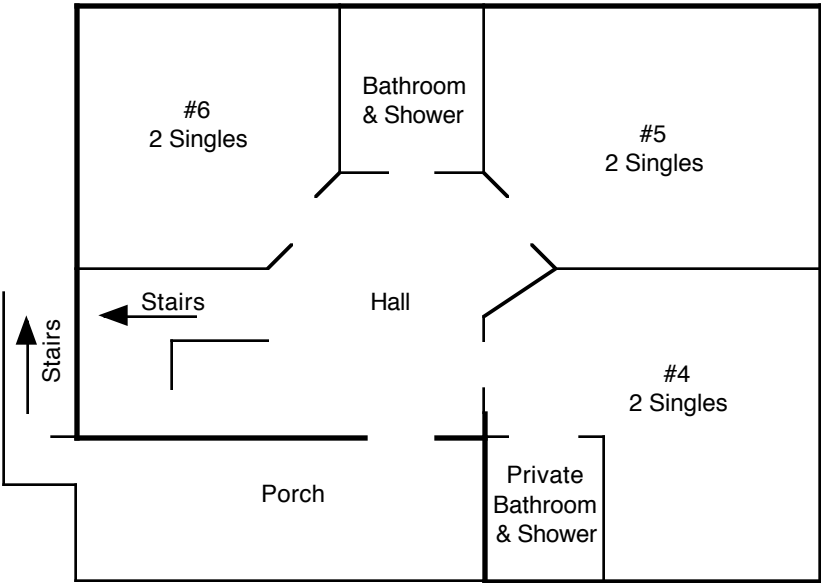 #6
2 Singles
Bathroom
& Shower
#5
2 Singles
Stairs
Hall
Stairs
#4
2 Singles
Porch
Private
Bathroom
& Shower